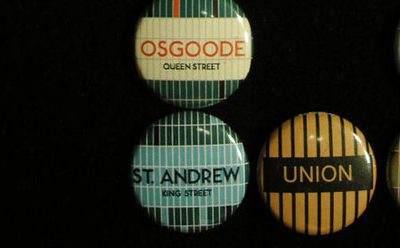 OSGOODE
QUEEN STREET
ST. ANDREW
KING STREET
UNION